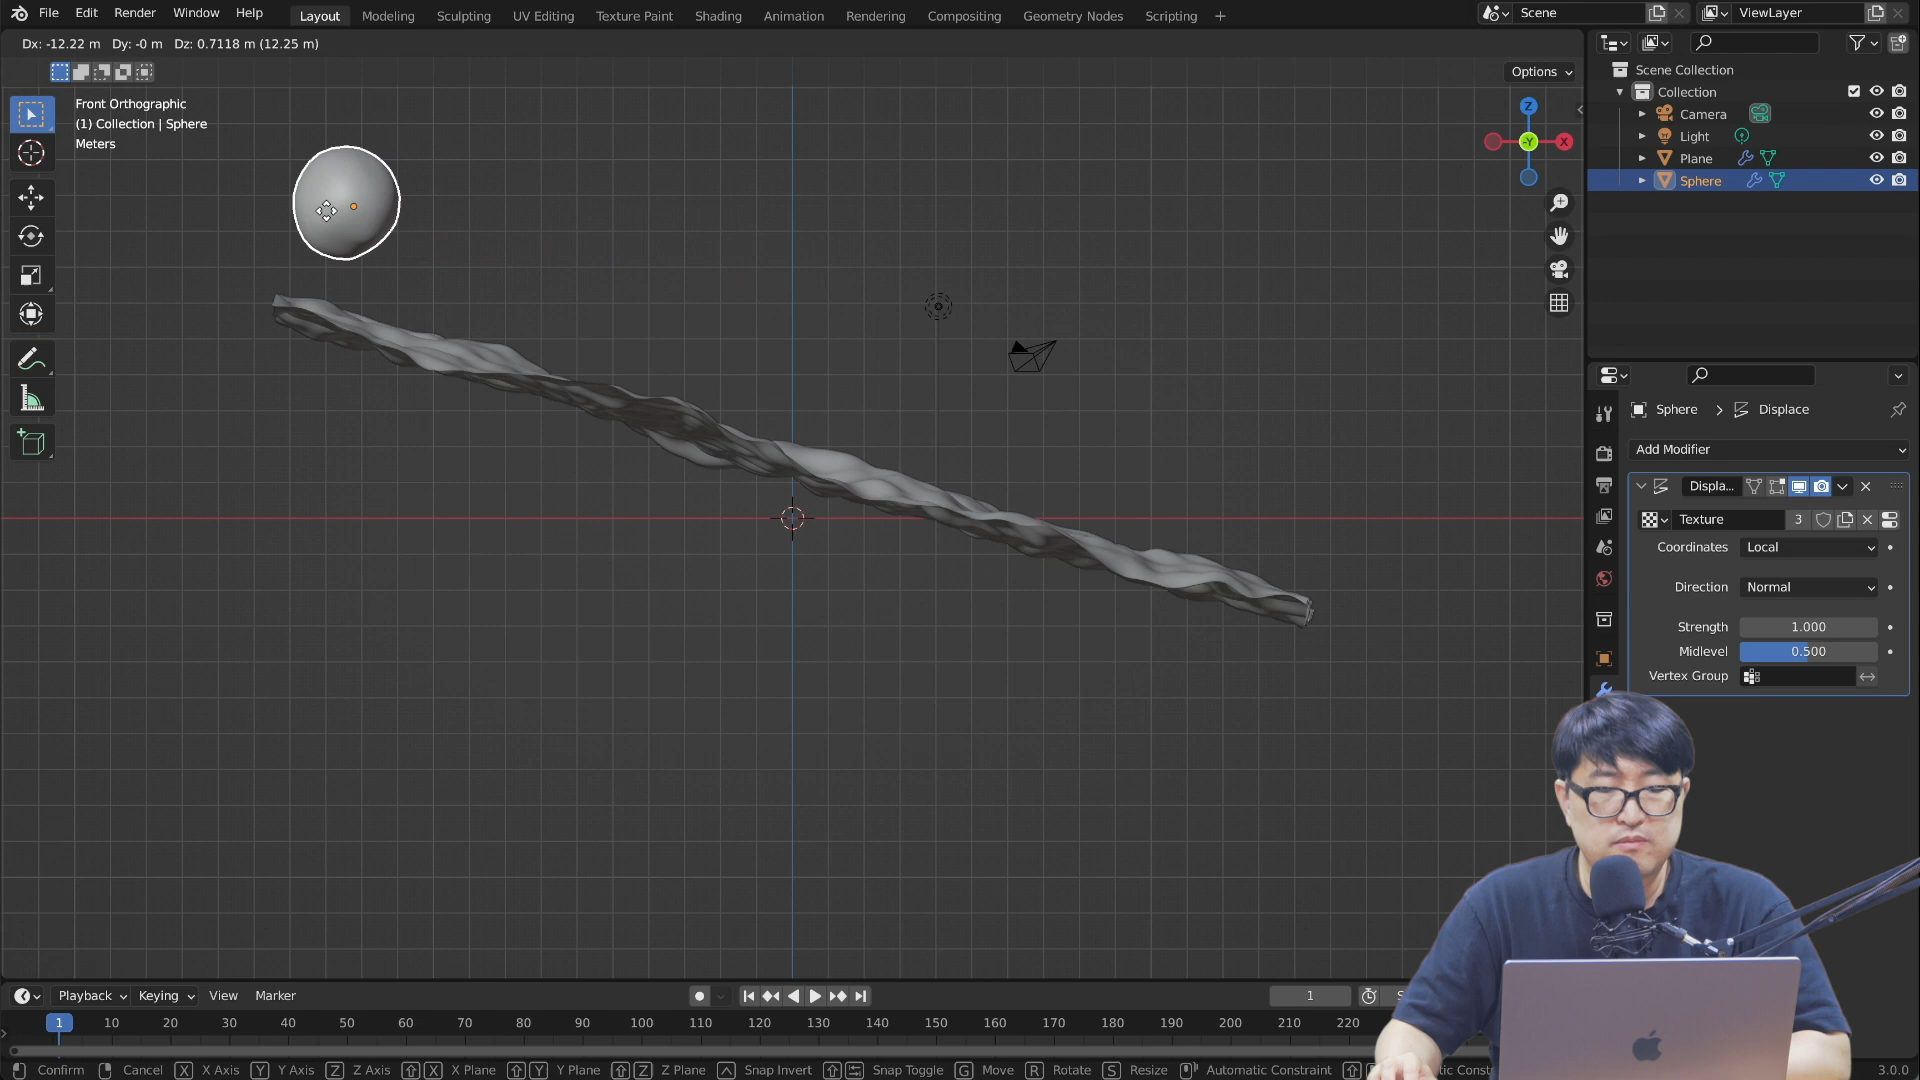 File Edit Render Window Help
Layout Modeling Sculpting UV Editing Texture Paint Shading Animation Rendering Compositing Geometry Nodes Scripting +
Scene
ViewLayer
Dx: -12.22 m Dy: -0 m Dz: 0.7118 m (12.25 m)
Options
Front Orthographic
(1) Collection | Sphere
Meters
Z
-Y
X
Scene Collection
Collection
Camera
Light
Plane
Sphere
Sphere > Displace
Add Modifier
Displa...
Texture 3
Coordinates Local
Direction Normal
Strength 1.000
Midlevel 0.500
Vertex Group
Playback Keying View Marker
1
1 10 20 30 40 50 60 70 80 90 100 110 120 130 140 150 160 170 180 190 200 210 220
Confirm Cancel X X Axis Y Y Axis Z Z Axis X X Plane Y Y Plane Z Z Plane Snap Invert Snap Toggle G Move R Rotate S Resize Automatic Constraint
3.0.0